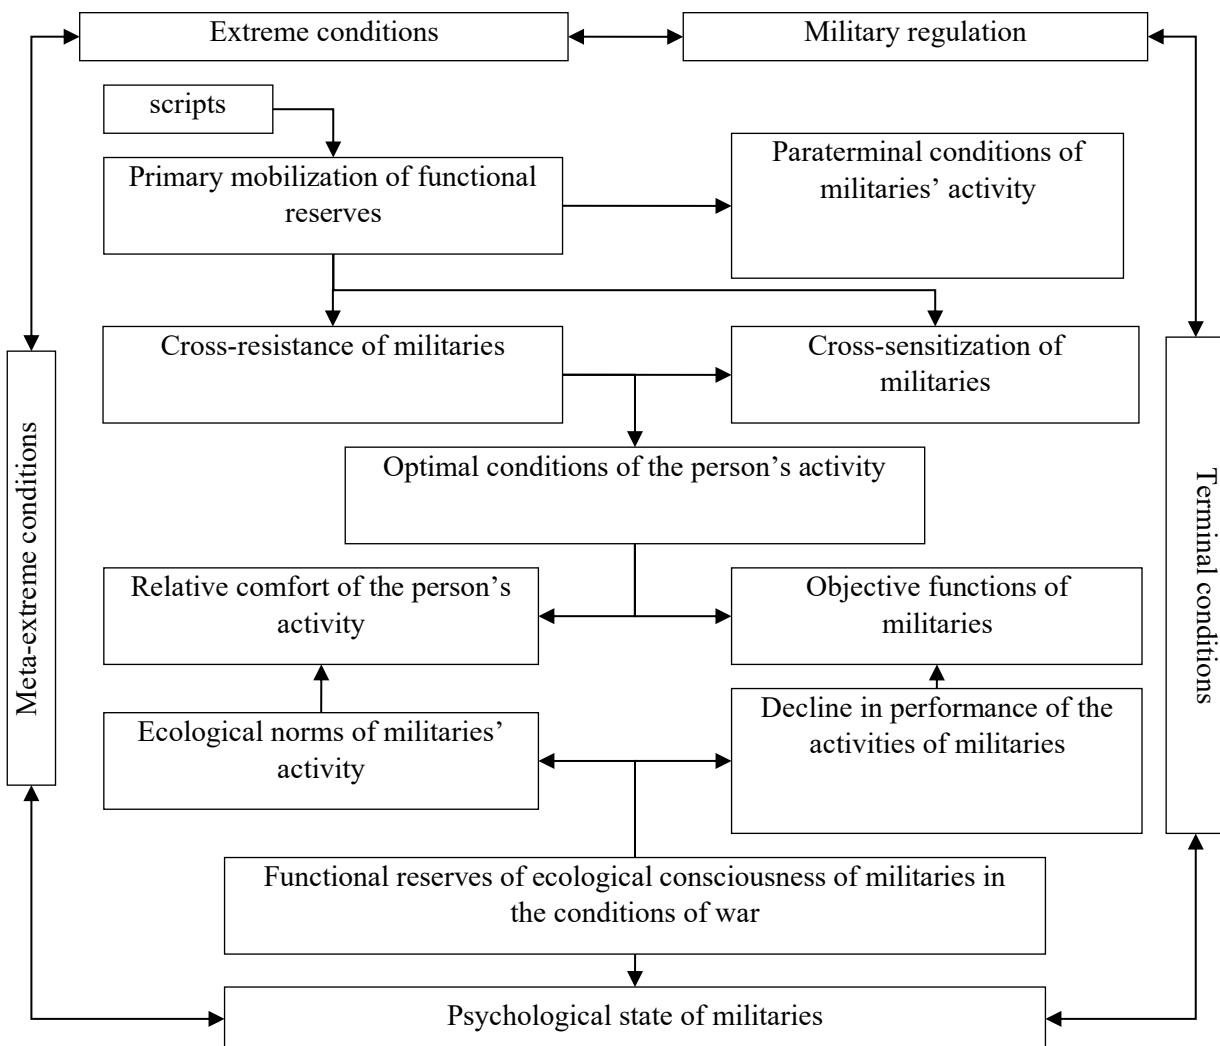 Extreme conditions
Military regulation
scripts
Primary mobilization of functional
reserves
Paraterminal conditions of
militaries’ activity
Cross-resistance of militaries
Cross-sensitization of
militaries
Meta-extreme conditions
Terminal conditions
Optimal conditions of the person’s activity
Relative comfort of the person’s
activity
Objective functions of
militaries
Ecological norms of militaries’
activity
Decline in performance of the
activities of militaries
Functional reserves of ecological consciousness of militaries in
the conditions of war
Psychological state of militaries